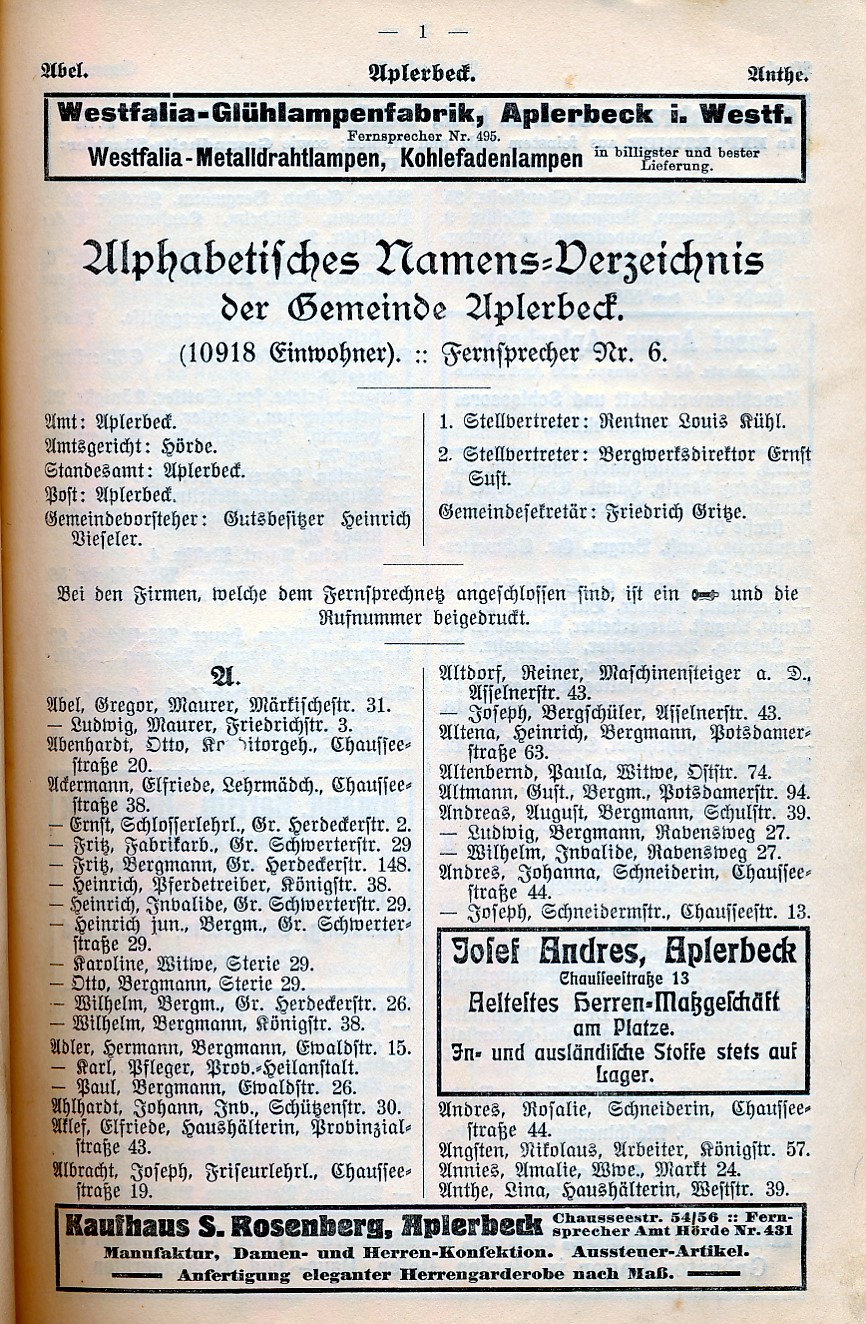 — 1 —
Abel. Aplerbeck. Anthe.
Westfalia-Glühlampenfabrik, Aplerbeck i. Westf.
Fernsprecher Nr. 495.
Westfalia-Metalldrahtlampen, Kohlefadenlampen in billigster und bester
Lieferung.
Alphabetisches Namens-Verzeichnis
der Gemeinde Aplerbeck.
(10918 Einwohner). :: Fernsprecher Nr. 6.
Amt: Aplerbeck.
Amtsgericht: Hörde.
Standesamt: Aplerbeck.
Post: Aplerbeck.
Gemeindevorsteher: Gutsbesitzer Heinrich
Vieseler.
1. Stellvertreter: Rentner Louis Kühl.
2. Stellvertreter: Bergwerksdirektor Ernst
Sust.
Gemeindesekretär: Friedrich Gritze.
Bei den Firmen, welche dem Fernsprechnetz angeschlossen sind, ist ein und die
Rufnummer beigedruckt.
A.
Abel, Gregor, Maurer, Märkischestr. 31.
— Ludwig, Maurer, Friedrichstr. 3.
Abenhardt, Otto, Ko ditorgeh., Chaussee-
straße 20.
Ackermann, Elfriede, Lehrmädch., Chaussee-
straße 38.
— Ernst, Schlosserlehrl., Gr. Herdeckerstr. 2.
— Fritz, Fabrikarb., Gr. Schwerterstr. 29
— Fritz, Bergmann, Gr. Herdeckerstr. 148.
— Heinrich, Pferdetreiber, Königstr. 38.
— Heinrich, Invalide, Gr. Schwerterstr. 29.
— Heinrich jun., Bergm., Gr. Schwerter-
straße 29.
— Karoline, Witwe, Sterie 29.
— Otto, Bergmann, Sterie 29.
— Wilhelm, Bergm., Gr. Herdeckerstr. 26.
— Wilhelm, Bergmann, Königstr. 38.
Adler, Hermann, Bergmann, Ewaldstr. 15.
— Karl, Pfleger, Prov.-Heilanstalt.
— Paul, Bergmann, Ewaldstr. 26.
Ahlhardt, Johann, Inv., Schützenstr. 30.
Aklef, Elfriede, Haushälterin, Provinzial-
straße 43.
Albracht, Joseph, Friseurlehrl., Chaussee-
straße 19.
Altdorf, Reiner, Maschinensteiger a. D.,
Asselnerstr. 43.
— Joseph, Bergschüler, Asselnerstr. 43.
Altena, Heinrich, Bergmann, Potsdamer-
straße 63.
Altenbernd, Paula, Witwe, Oststr. 74.
Altmann, Gust., Bergm., Potsdamerstr. 94.
Andreas, August, Bergmann, Schulstr. 39.
— Ludwig, Bergmann, Rabensweg 27.
— Wilhelm, Invalide, Rabensweg 27.
Andres, Johanna, Schneiderin, Chaussee-
straße 44.
— Joseph, Schneidermstr., Chausseestr. 13.
Josef Andres, Aplerbeck
Chausseestraße 13
Aeltestes Herren-Maßgeschäft
am Platze.
In- und ausländische Stoffe stets auf
Lager.
Andres, Rosalie, Schneiderin, Chaussee-
straße 44.
Angsten, Nikolaus, Arbeiter, Königstr. 57.
Annies, Amalie, Wwe., Markt 24.
Anthe, Lina, Haushälterin, Weststr. 39.
Kaufhaus S. Rosenberg, Aplerbeck Chausseestr. 54/56 :: Fern-
sprecher Amt Hörde Nr. 431
Manufaktur, Damen- und Herren-Konfektion. Aussteuer-Artikel.
Anfertigung eleganter Herrengarderobe nach Maß.